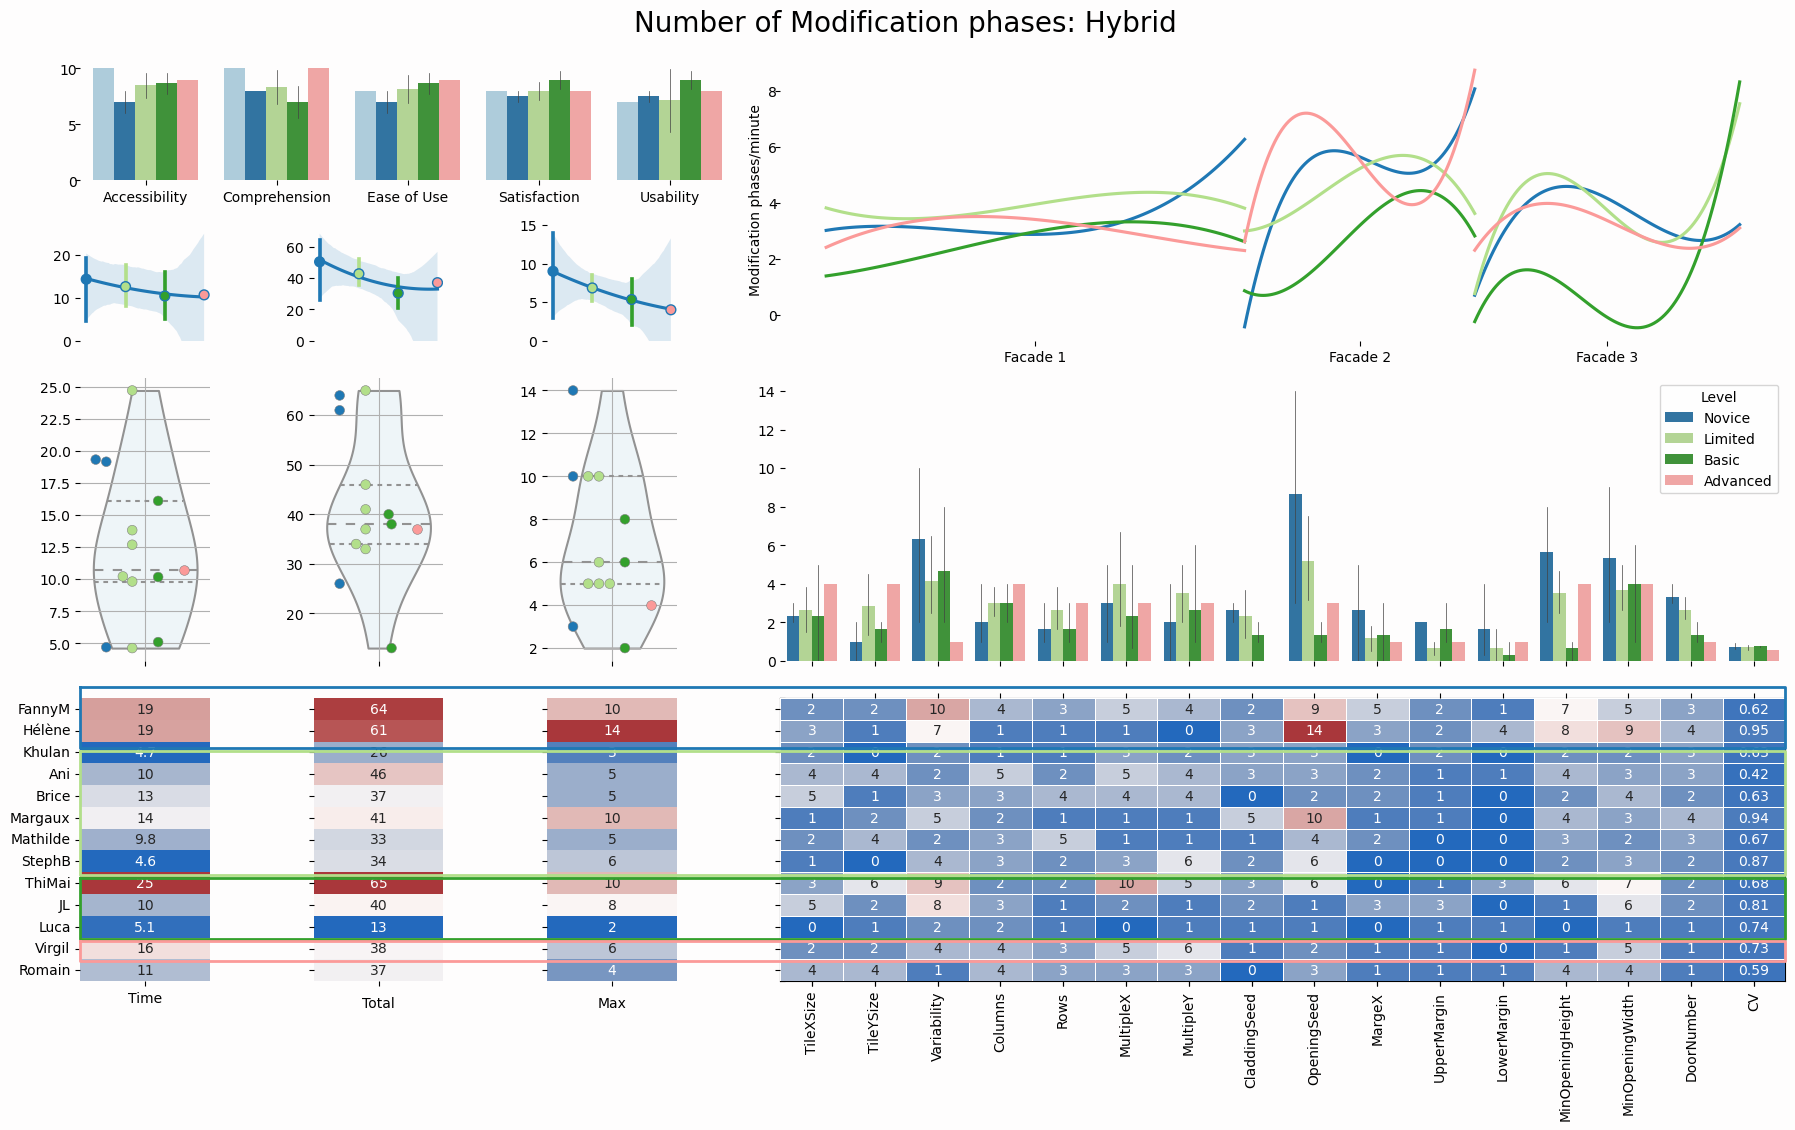 Number of Modification phases: Hybrid
10
5
0
Accessibility Comprehension Ease of Use Satisfaction Usability
20
10
0
60
40
20
0
15
10
5
0
Modification phases/minute
8
6
4
2
0
Facade 1 Facade 2 Facade 3
25.0
22.5
20.0
17.5
15.0
12.5
10.0
7.5
5.0
60
50
40
30
20
14
12
10
8
6
4
2
14
12
10
8
6
4
2
0
Level
Novice
Limited
Basic
Advanced
FannyM 19 64 10 2 2 10 4 3 5 4 2 9 5 2 1 7 5 3 0.62
Hélène 19 61 14 3 1 7 1 1 1 0 3 14 3 2 4 8 9 4 0.95
Khulan 4.7
Ani 10 46 5 4 4 2 5 2 5 4 3 3 2 1 1 4 3 3 0.42
Brice 13 37 5 5 1 3 3 4 4 4 0 2 2 1 0 2 4 2 0.63
Margaux 14 41 10 1 2 5 2 1 1 1 5 10 1 1 0 4 3 4 0.94
Mathilde 9.8 33 5 2 4 2 3 5 1 1 1 4 2 0 0 3 2 3 0.67
StephB 4.6 34 6 1 0 4 3 2 3 6 2 6 0 0 0 2 3 2 0.87
ThiMai 25 65 10 3 6 9 2 2 10 5 3 6 0 1 3 6 7 2 0.68
JL 10 40 8 5 2 8 3 1 2 1 2 1 3 3 0 1 6 2 0.81
Luca 5.1 13 2 0 1 2 2 1 0 1 1 1 0 1 1 0 1 1 0.74
Virgil 16 38 6 2 2 4 4 3 5 6 1 2 1 1 0 1 5 1 0.73
Romain 11 37 4 4 4 1 4 3 3 3 0 3 1 1 1 4 4 1 0.59
Time Total Max
TileXSize
TileYSize
Variability
Columns
Rows
MultipleX
MultipleY
CladdingSeed
OpeningSeed
MargeX
UpperMargin
LowerMargin
MinOpeningHeight
MinOpeningWidth
DoorNumber
CV